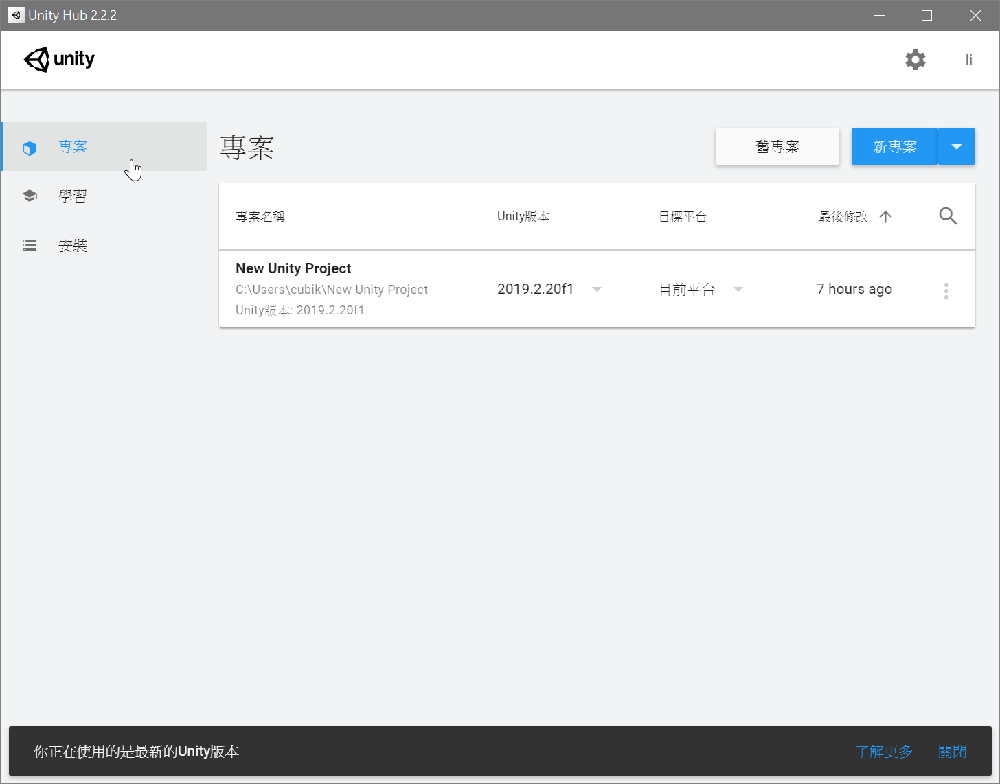 Unity Hub 2.2.2
unity
li
專案
學習
安裝
專案
舊專案
新專案
專案名稱
Unity版本
目標平台
最後修改
New Unity Project
C:\Users\cubik\New Unity Project
Unity版本: 2019.2.20f1
2019.2.20f1
目前平台
7 hours ago
你正在使用的是最新的Unity版本
了解更多
關閉